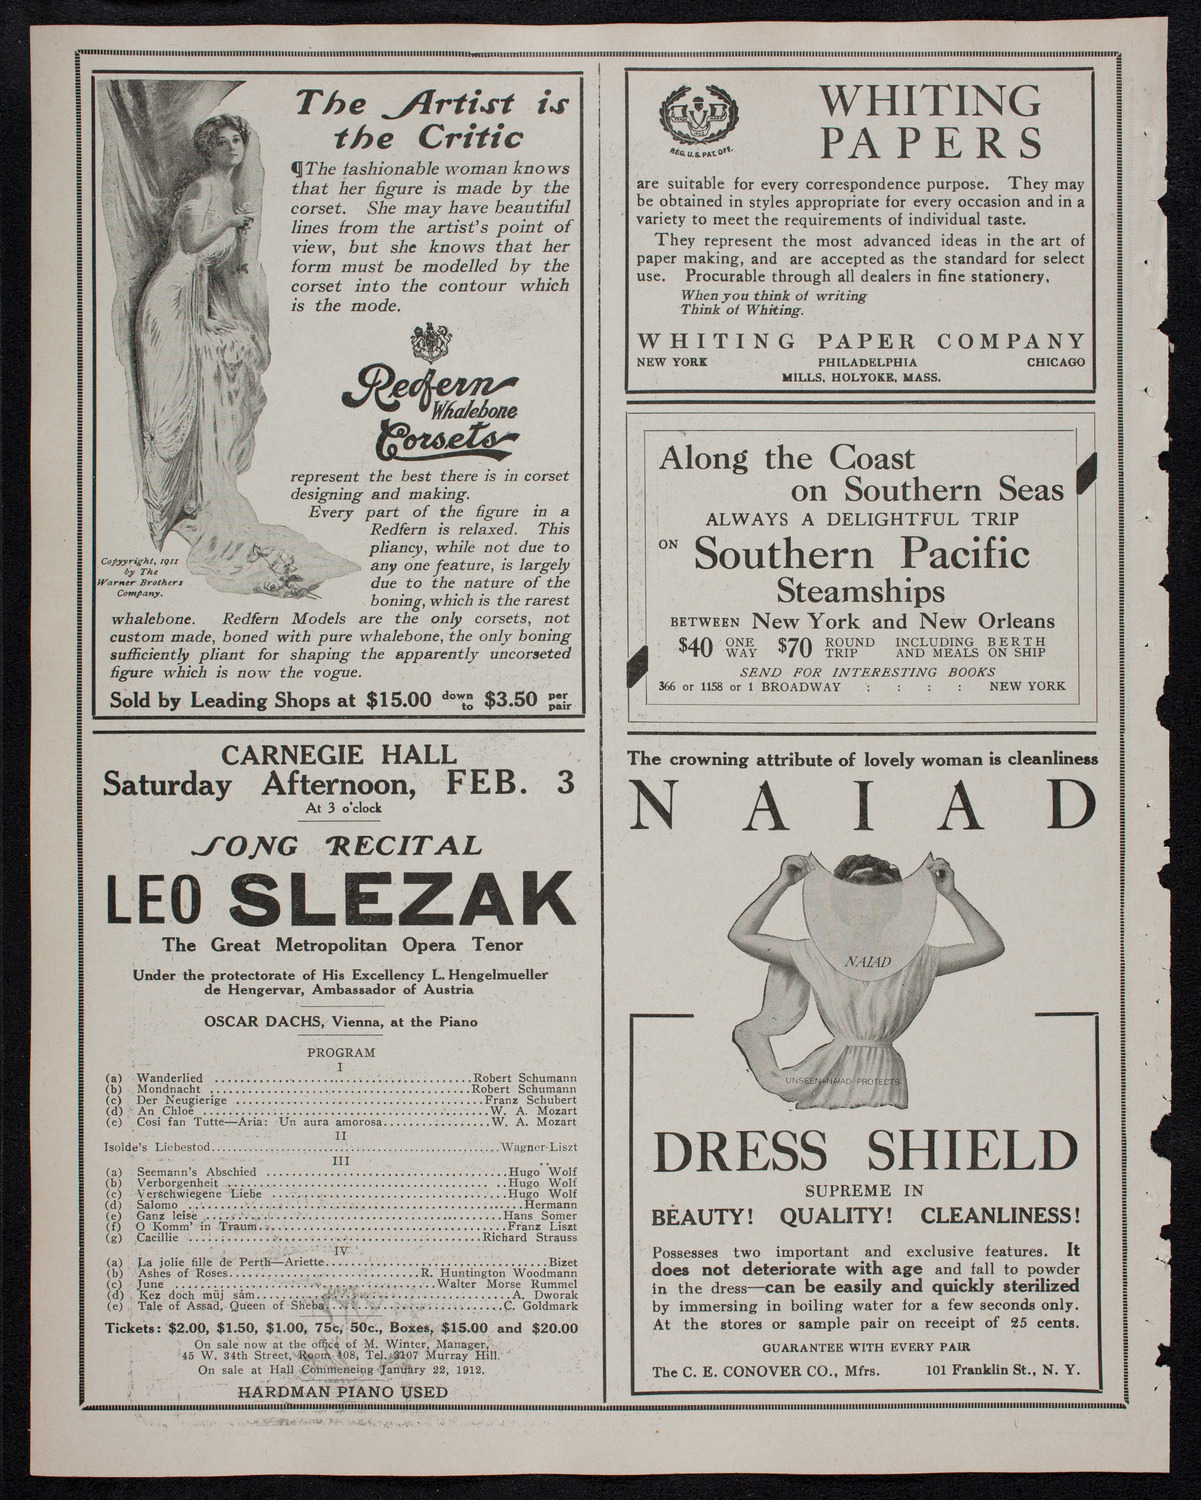 The Artist is
the Critic
¶The fashionable woman knows
that her figure is made by the
corset. She may have beautiful
lines from the artist's point of
view, but she knows that her
form must be modelled by the
corset into the contour which
is the mode.
Redfern
Whalebone
Corsets
represent the best there is in corset
designing and making.
Every part of the figure in a
Redfern is relaxed. This
pliancy, while not due to
any one feature, is largely
due to the nature of the
boning, which is the rarest
whalebone. Redfern Models are the only corsets, not
custom made, boned with pure whalebone, the only boning
sufficiently pliant for shaping the apparently uncorseted
figure which is now the vogue.
Copyright, 1911
by The
Warner Brothers
Company.
Sold by Leading Shops at $15.00 down to $3.50 per pair
CARNEGIE HALL
Saturday Afternoon, FEB. 3
At 3 o'clock
SONG RECITAL
LEO SLEZAK
The Great Metropolitan Opera Tenor
Under the protectorate of His Excellency L. Hengelmueller
de Hengervar, Ambassador of Austria
OSCAR DACHS, Vienna, at the Piano
PROGRAM
I
(a) Wanderlied ........ Robert Schumann
(b) Mondnacht ........ Robert Schumann
(c) Der Neugierige ........ Franz Schubert
(d) An Chloe ........ W. A. Mozart
(e) Cosi fan Tutte—Aria: Un aura amorosa ........ W. A. Mozart
II
Isolde's Liebestod ........ Wagner-Liszt
III
(a) Seemann's Abschied ........ Hugo Wolf
(b) Verborgenheit ........ Hugo Wolf
(c) Verschwiegene Liebe ........ Hugo Wolf
(d) Salomo ........ Hermann
(e) Ganz leise ........ Hans Somer
(f) O Komm' in Traum ........ Franz Liszt
(g) Cacillie ........ Richard Strauss
IV
(a) La jolie fille de Perth—Ariette ........ Bizet
(b) Ashes of Roses ........ R. Huntington Woodmann
(c) June ........ Walter Morse Rummel
(d) Kez doch můj sám ........ A. Dworak
(e) Tale of Assad, Queen of Sheba ........ C. Goldmark
Tickets: $2.00, $1.50, $1.00, 75c, 50c., Boxes, $15.00 and $20.00
On sale now at the office of M. Winter, Manager,
45 W. 34th Street, Room 408, Tel. 3107 Murray Hill.
On sale at Hall Commencing January 22, 1912.
HARDMAN PIANO USED
REG. U.S. PAT. OFF.
WHITING
PAPERS
are suitable for every correspondence purpose. They may
be obtained in styles appropriate for every occasion and in a
variety to meet the requirements of individual taste.
They represent the most advanced ideas in the art of
paper making, and are accepted as the standard for select
use. Procurable through all dealers in fine stationery,
When you think of writing
Think of Whiting.
WHITING PAPER COMPANY
NEW YORK PHILADELPHIA CHICAGO
MILLS, HOLYOKE, MASS.
Along the Coast
on Southern Seas
ALWAYS A DELIGHTFUL TRIP
ON Southern Pacific
Steamships
BETWEEN New York and New Orleans
$40 ONE WAY $70 ROUND TRIP INCLUDING BERTH AND MEALS ON SHIP
SEND FOR INTERESTING BOOKS
366 or 1158 or 1 BROADWAY : : : : NEW YORK
The crowning attribute of lovely woman is cleanliness
NAIAD
NAIAD
UNSEEN-NAIAD PROTECTS
DRESS SHIELD
SUPREME IN
BEAUTY! QUALITY! CLEANLINESS!
Possesses two important and exclusive features. It
does not deteriorate with age and fall to powder
in the dress—can be easily and quickly sterilized
by immersing in boiling water for a few seconds only.
At the stores or sample pair on receipt of 25 cents.
GUARANTEE WITH EVERY PAIR
The C. E. CONOVER CO., Mfrs. 101 Franklin St., N. Y.